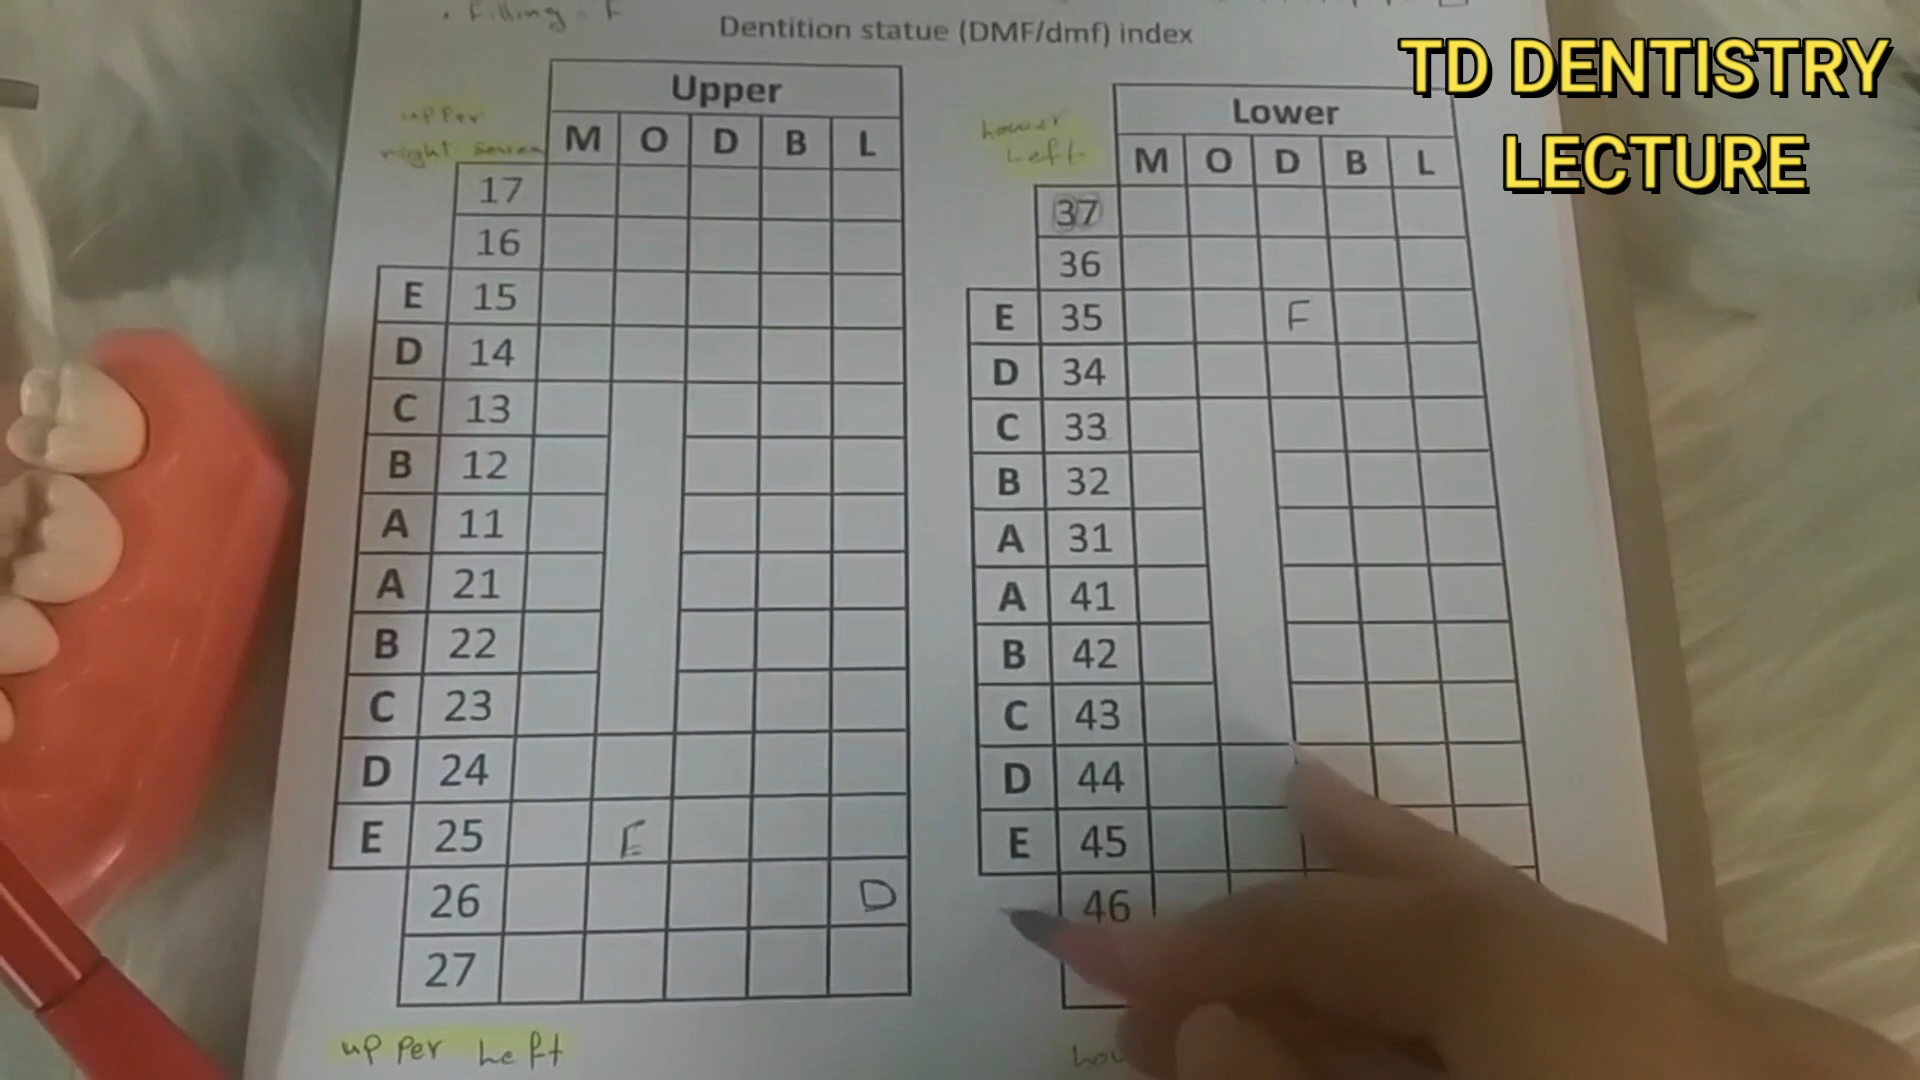 . Filling - F
Dentition statue (DMF/dmf) index
TD DENTISTRY
LECTURE
upper
right seven
Upper
M O D B L
17
16
E 15
D 14
C 13
B 12
A 11
A 21
B 22
C 23
D 24
E 25 E
26 D
27
upper Left
Lower
Left
Lower
M O D B L
37
36
E 35 F
D 34
C 33
B 32
A 31
A 41
B 42
C 43
D 44
E 45
46